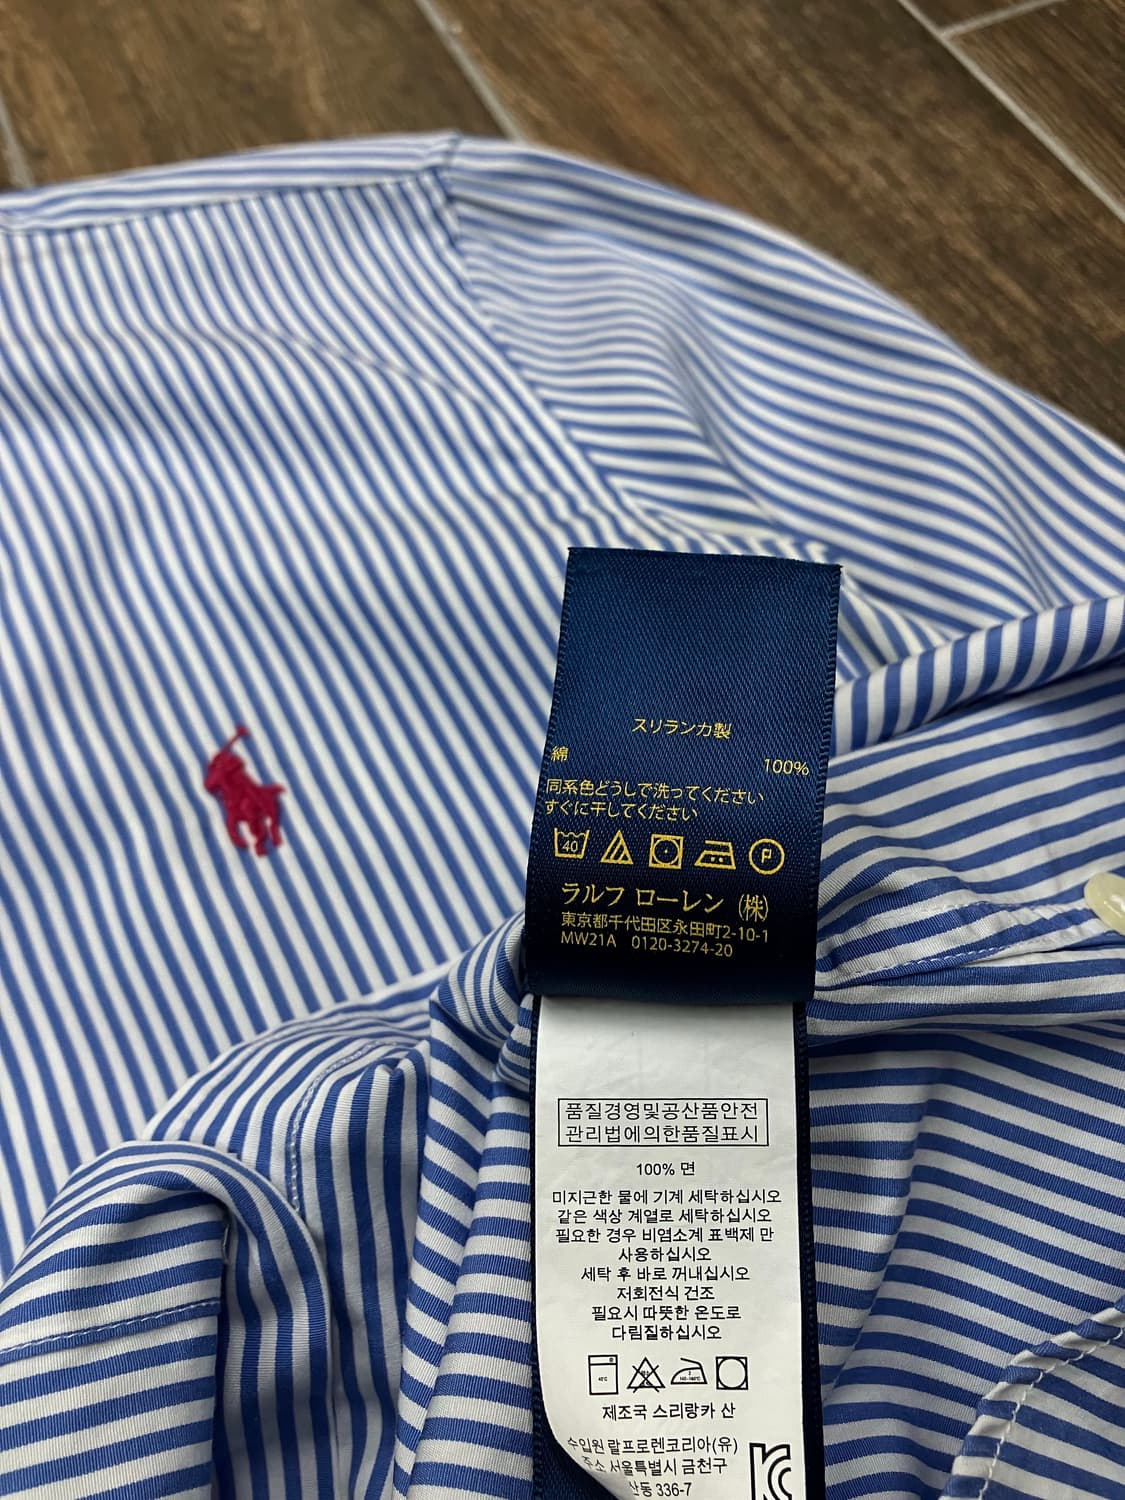 スリランカ製
綿 100%
同系色どうしで洗ってください
すぐに干してください
40 P
ラルフ ローレン (株)
東京都千代田区永田町2-10-1
MW21A 0120-3274-20
품질경영및공산품안전
관리법에의한품질표시
100% 면
미지근한 물에 기계 세탁하십시오
같은 색상 계열로 세탁하십시오
필요한 경우 비염소계 표백제 만
사용하십시오
세탁 후 바로 꺼내십시오
저회전식 건조
필요시 따뜻한 온도로
다림질하십시오
제조국 스리랑카 산
수입원 랄프로렌코리아(유)
주소 서울특별시 금천구
산동 336-7